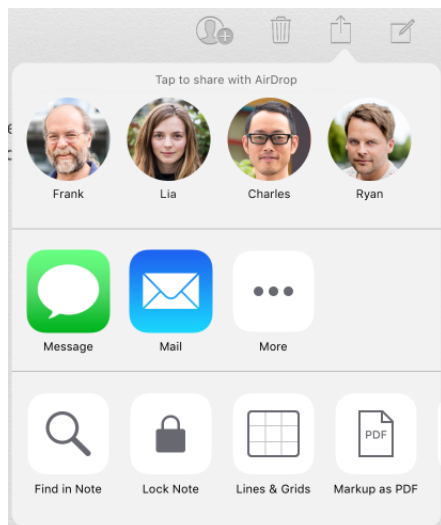 Tap to share with AirDrop
Frank Lia Charles Ryan
Message Mail More
PDF
Find in Note Lock Note Lines & Grids Markup as PDF